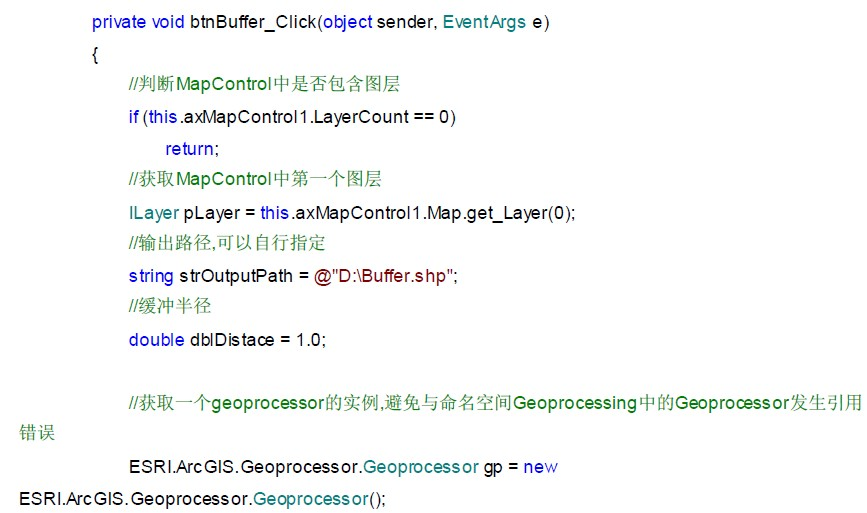 private void btnBuffer_Click(object sender, EventArgs e)
{
//判断MapControl中是否包含图层
if (this.axMapControl1.LayerCount == 0)
return;
//获取MapControl中第一个图层
ILayer pLayer = this.axMapControl1.Map.get_Layer(0);
//输出路径,可以自行指定
string strOutputPath = @"D:\Buffer.shp";
//缓冲半径
double dblDistace = 1.0;
//获取一个geoprocessor的实例,避免与命名空间Geoprocessing中的Geoprocessor发生引用
错误
ESRI.ArcGIS.Geoprocessor.Geoprocessor gp = new
ESRI.ArcGIS.Geoprocessor.Geoprocessor();